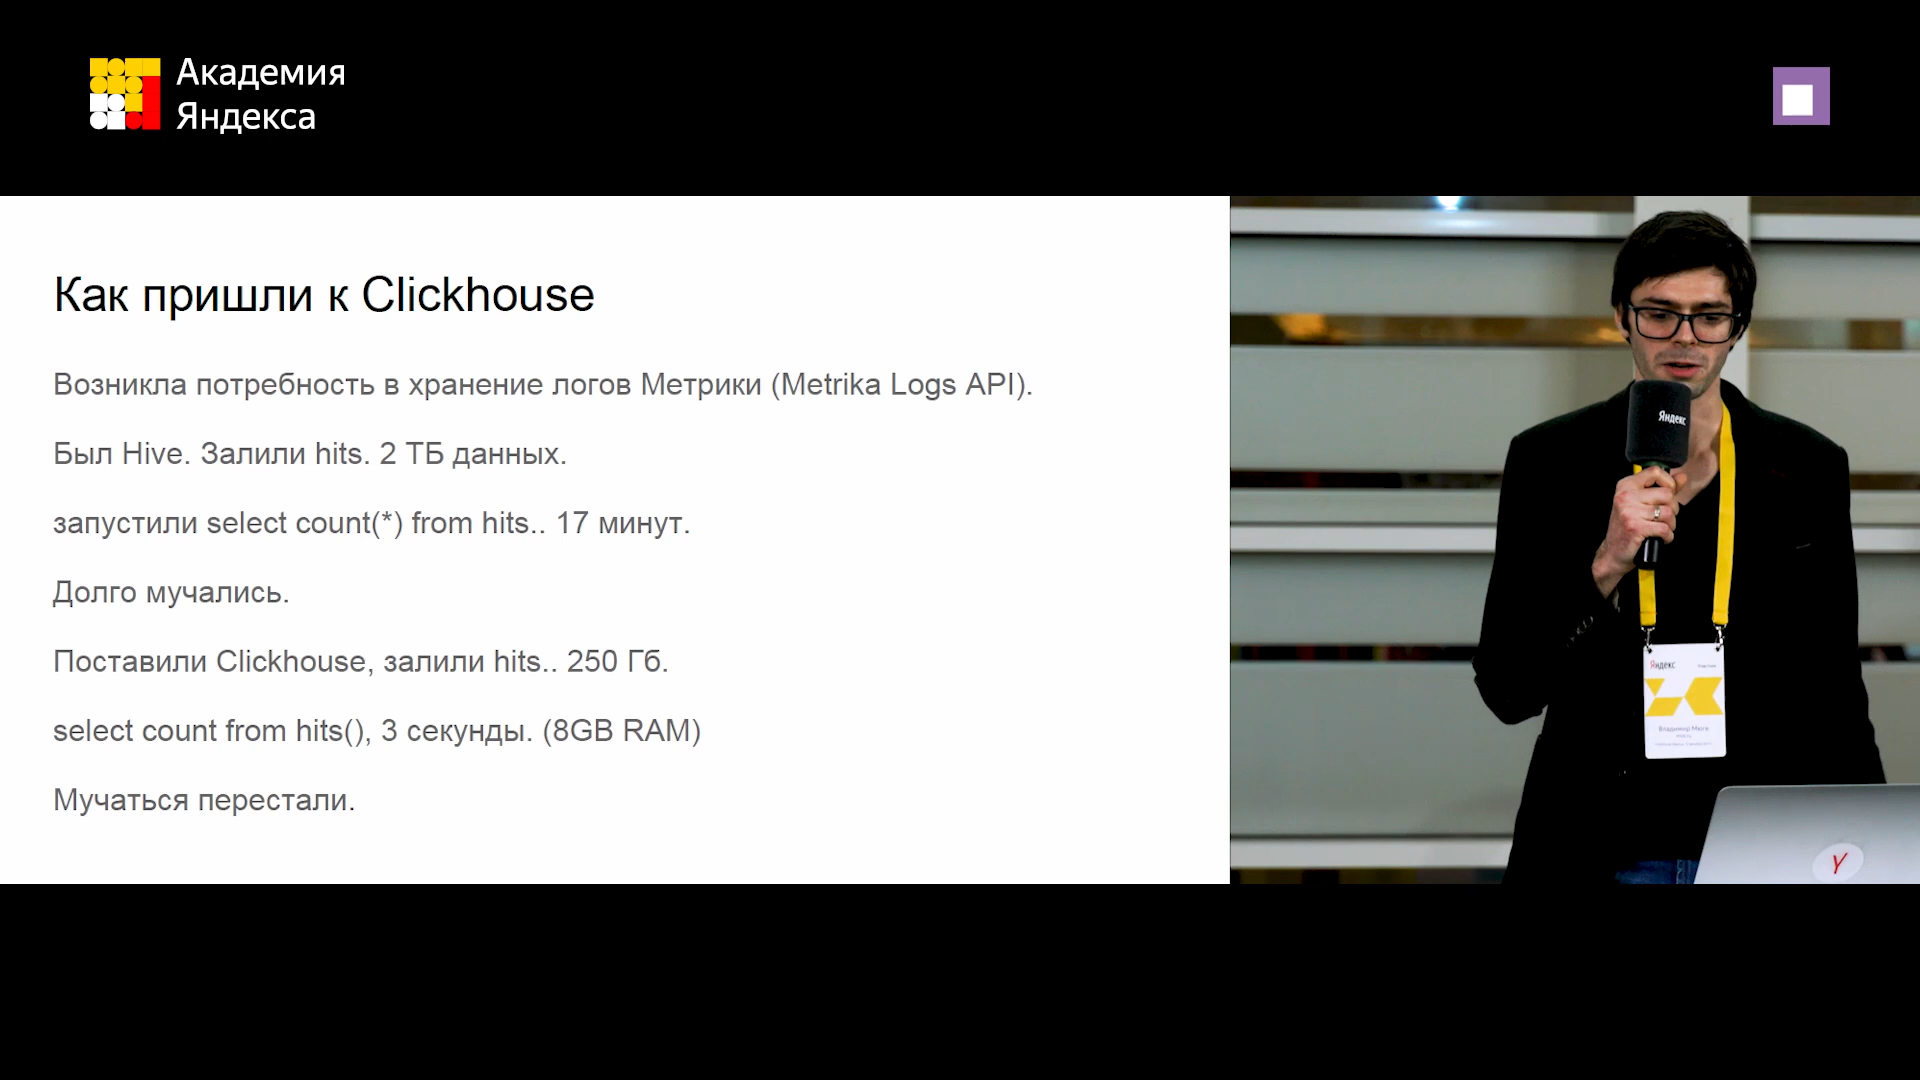 Академия
Яндекса
Как пришли к Clickhouse
Возникла потребность в хранение логов Метрики (Metrika Logs API).
Был Hive. Залили hits. 2 ТБ данных.
запустили select count(*) from hits.. 17 минут.
Долго мучались.
Поставили Clickhouse, залили hits.. 250 Гб.
select count from hits(), 3 секунды. (8GB RAM)
Мучаться перестали.
Яндекс
Яндекс
Владимир
Y